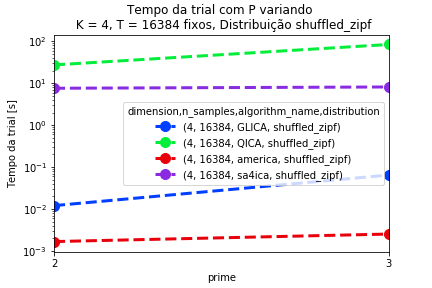 Tempo da trial com P variando
K = 4, T = 16384 fixos, Distribuição shuffled_zipf
Tempo da trial [s]
10²
10¹
10⁰
10⁻¹
10⁻²
10⁻³
dimension,n_samples,algorithm_name,distribution
(4, 16384, GLICA, shuffled_zipf)
(4, 16384, QICA, shuffled_zipf)
(4, 16384, america, shuffled_zipf)
(4, 16384, sa4ica, shuffled_zipf)
2
3
prime